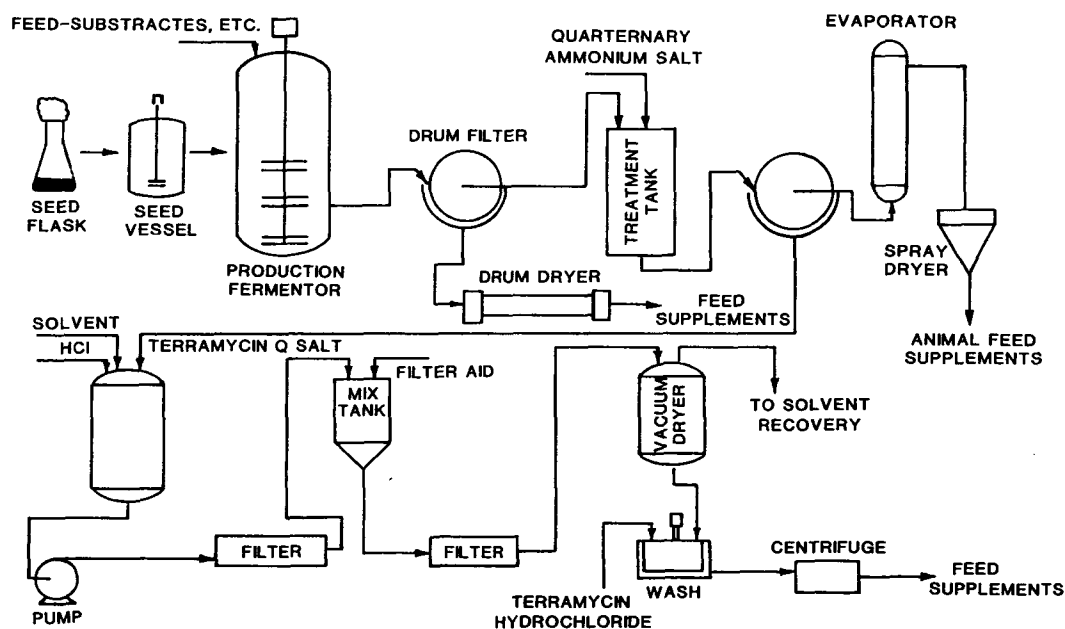 FEED-SUBSTRACTES, ETC.
EVAPORATOR
QUARTERNARY
AMMONIUM SALT
DRUM FILTER
TREATMENT
TANK
SEED
FLASK
SEED
VESSEL
PRODUCTION
FERMENTOR
SPRAY
DRYER
DRUM DRYER
FEED
SUPPLEMENTS
ANIMAL FEED
SUPPLEMENTS
SOLVENT
HCl
TERRAMYCIN Q SALT
FILTER AID
MIX
TANK
VACUUM
DRYER
TO SOLVENT
RECOVERY
FILTER
FILTER
PUMP
CENTRIFUGE
WASH
FEED
SUPPLEMENTS
TERRAMYCIN
HYDROCHLORIDE